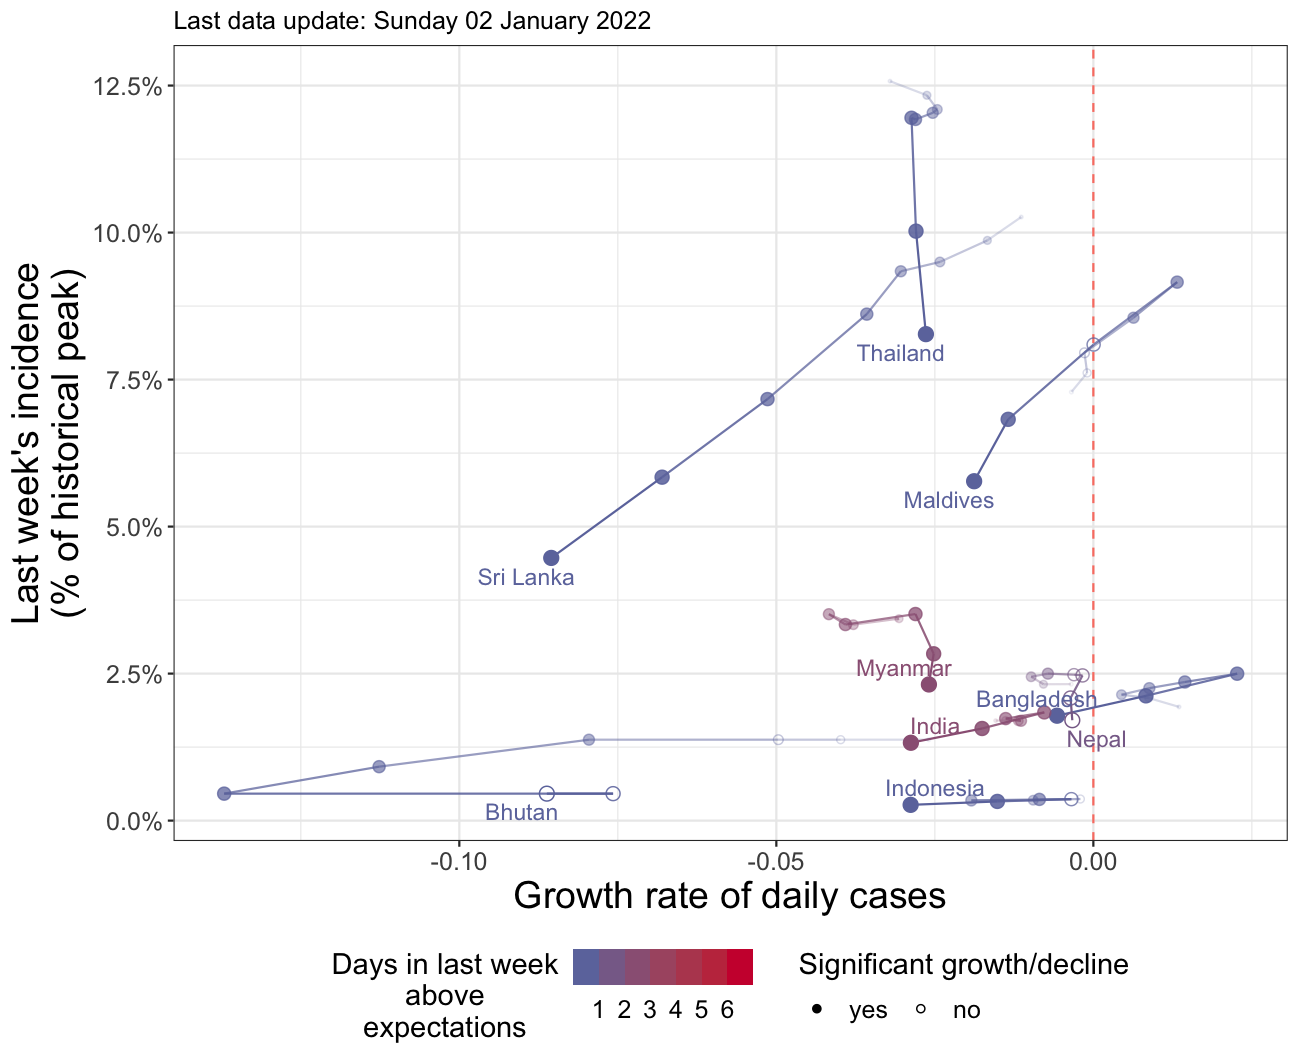 Last data update: Sunday 02 January 2022
12.5%
10.0%
7.5%
5.0%
2.5%
0.0%
Last week's incidence
(% of historical peak)
Thailand
Maldives
Sri Lanka
Myanmar
Bangladesh
India
Nepal
Indonesia
Bhutan
-0.10
-0.05
0.00
Growth rate of daily cases
Days in last week
above
expectations
1 2 3 4 5 6
Significant growth/decline
yes
no